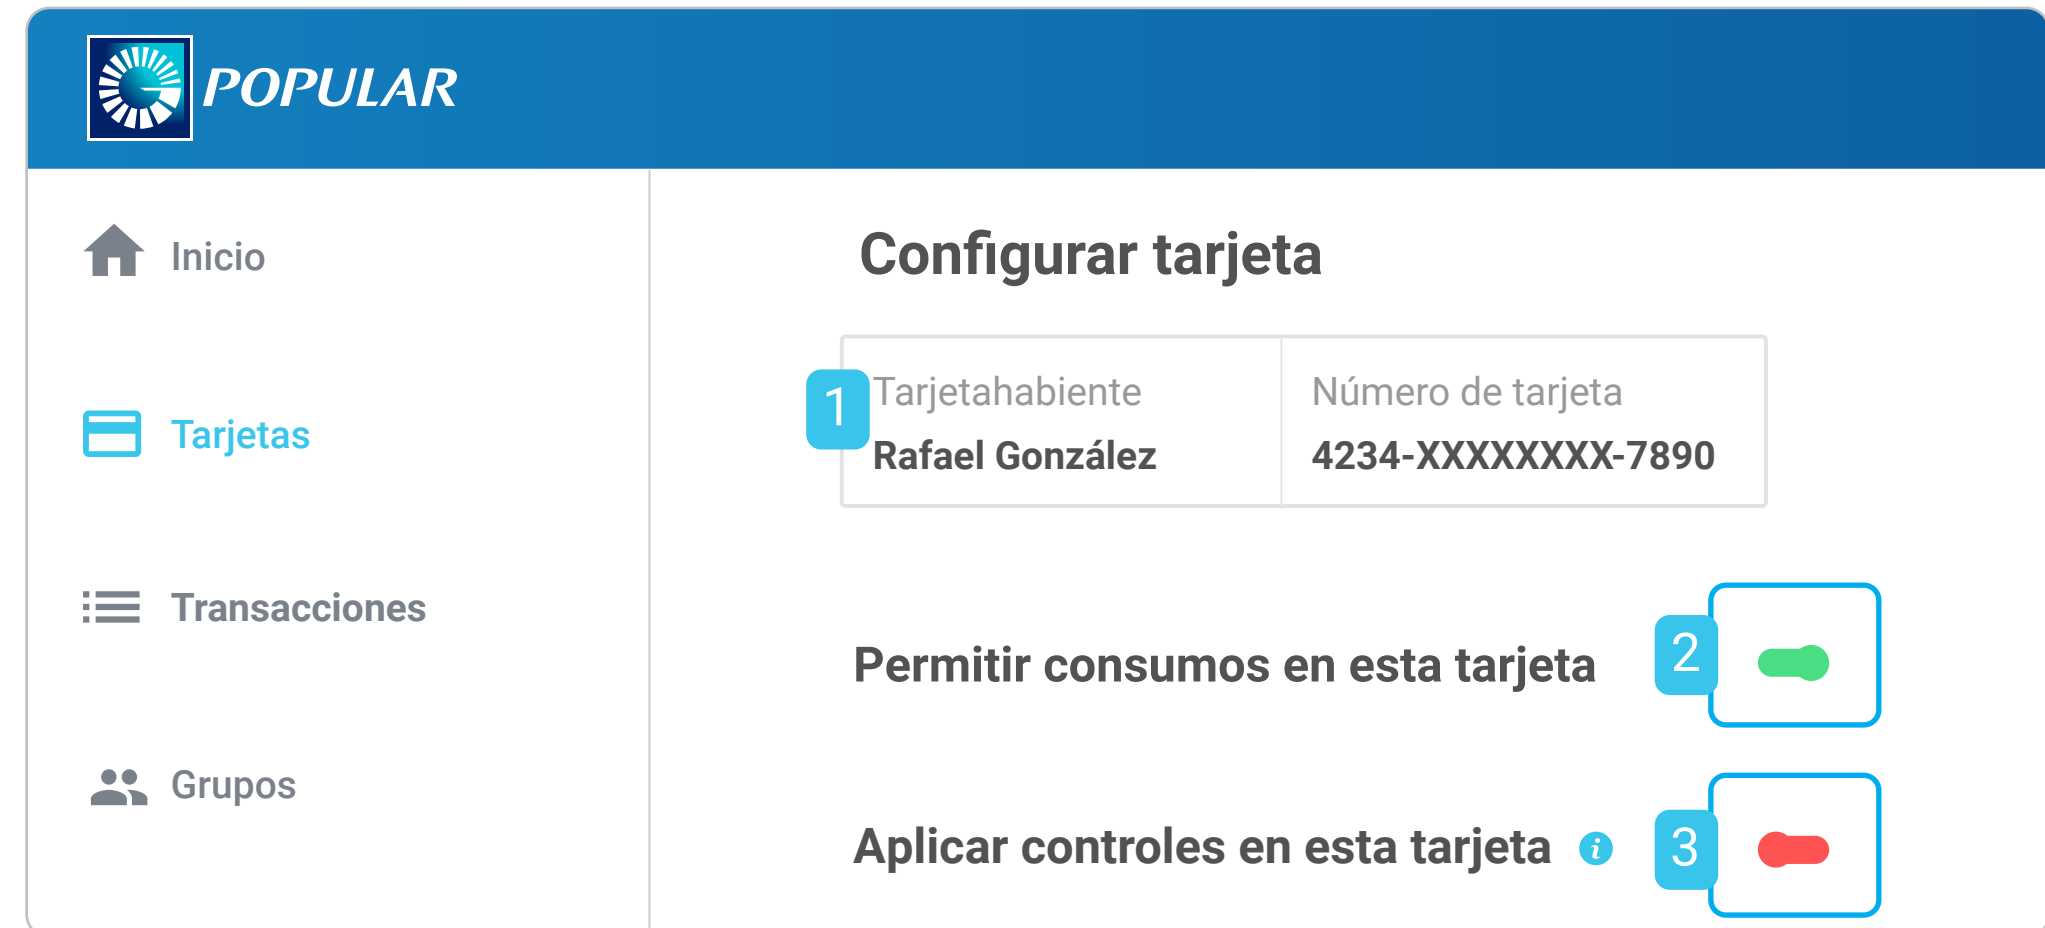 POPULAR
Inicio
Tarjetas
Transacciones
Grupos
Configurar tarjeta
1
Tarjetahabiente
Rafael González
Número de tarjeta
4234-XXXXXXXX-7890
Permitir consumos en esta tarjeta
2
Aplicar controles en esta tarjeta i
3